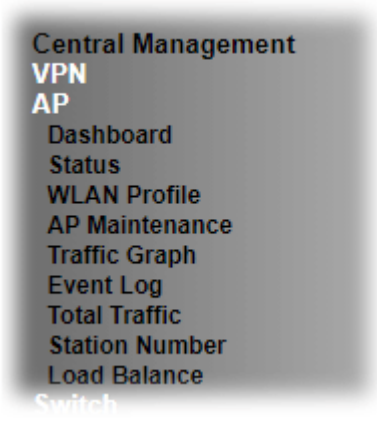 Central Management
VPN
AP
Dashboard
Status
WLAN Profile
AP Maintenance
Traffic Graph
Event Log
Total Traffic
Station Number
Load Balance
Switch